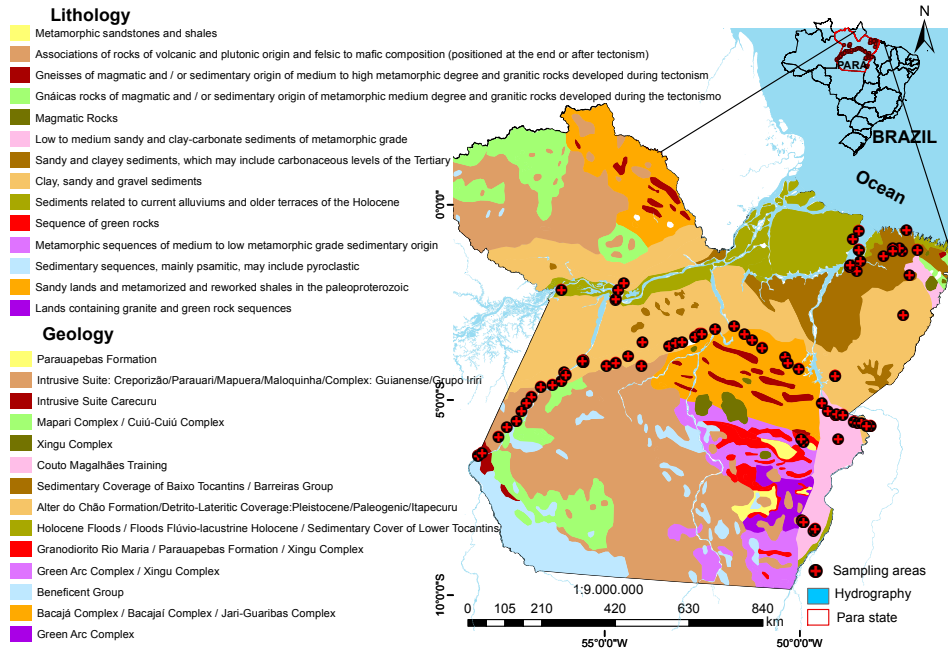 Lithology
Metamorphic sandstones and shales
Associations of rocks of volcanic and plutonic origin and felsic to mafic composition (positioned at the end or after tectonism)
Gneisses of magmatic and / or sedimentary origin of medium to high metamorphic degree and granitic rocks developed during tectonism
Gnáicas rocks of magmatic and / or sedimentary origin of metamorphic medium degree and granitic rocks developed during the tectonismo
Magmatic Rocks
Low to medium sandy and clay-carbonate sediments of metamorphic grade
Sandy and clayey sediments, which may include carbonaceous levels of the Tertiary
Clay, sandy and gravel sediments
Sediments related to current alluviums and older terraces of the Holocene
Sequence of green rocks
Metamorphic sequences of medium to low metamorphic grade sedimentary origin
Sedimentary sequences, mainly psamitic, may include pyroclastic
Sandy lands and metamorized and reworked shales in the paleoproterozoic
Lands containing granite and green rock sequences
Geology
Parauapebas Formation
Intrusive Suite: Creporizão/Parauari/Mapuera/Maloquinha/Complex: Guianense/Grupo Iriri
Intrusive Suite Carecuru
Mapari Complex / Cuiú-Cuiú Complex
Xingu Complex
Couto Magalhães Training
Sedimentary Coverage of Baixo Tocantins / Barreiras Group
Alter do Chão Formation/Detrito-Lateritic Coverage:Pleistocene/Paleogenic/Itapecuru
Holocene Floods / Floods Flúvio-lacustrine Holocene / Sedimentary Cover of Lower Tocantins
Granodiorito Rio Maria / Parauapebas Formation / Xingu Complex
Green Arc Complex / Xingu Complex
Beneficent Group
Bacajá Complex / Bacajaí Complex / Jari-Guaribas Complex
Green Arc Complex
N
PARÁ
BRAZIL
Ocean
0°0'0"
5°0'0"S
10°0'0"S
1:9.000.000
0 105 210 420 630 840
km
55°0'0"W
50°0'0"W
Sampling areas
Hydrography
Para state